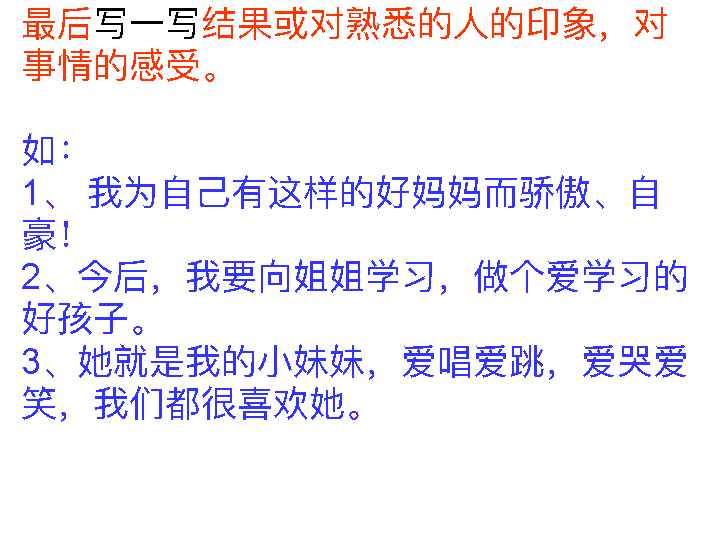 最后写一写结果或对熟悉的人的印象，对
事情的感受。
如：
1、 我为自己有这样的好妈妈而骄傲、自
豪！
2、今后，我要向姐姐学习，做个爱学习的
好孩子。
3、她就是我的小妹妹，爱唱爱跳，爱哭爱
笑，我们都很喜欢她。